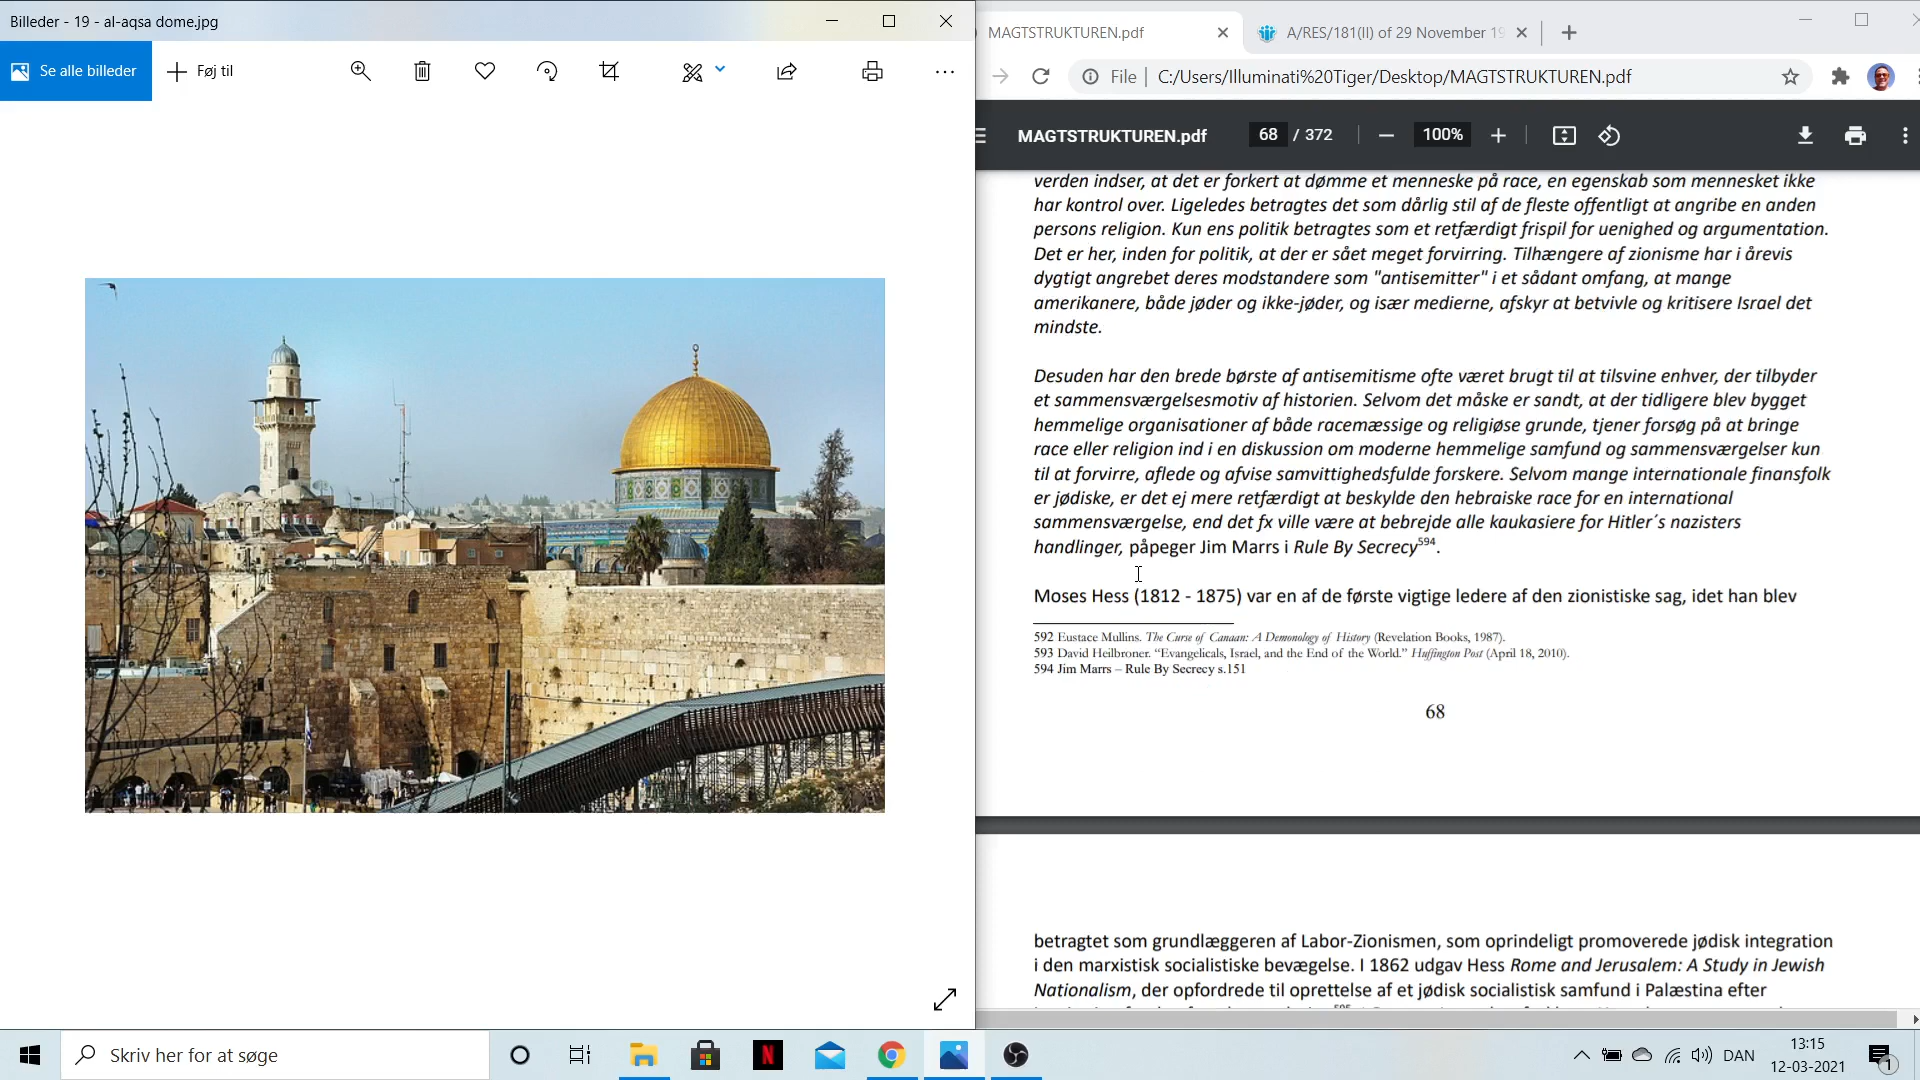 Billeder - 19 - al-aqsa dome.jpg
Se alle billeder
Føj til
MAGTSTRUKTUREN.pdf
A/RES/181(II) of 29 November 19
File
C:/Users/Illuminati%20Tiger/Desktop/MAGTSTRUKTUREN.pdf
MAGTSTRUKTUREN.pdf
68 / 372
100%
verden indser, at det er forkert at dømme et menneske på race, en egenskab som mennesket ikke
har kontrol over. Ligeledes betragtes det som dårlig stil af de fleste offentligt at angribe en anden
persons religion. Kun ens politik betragtes som et retfærdigt frispil for uenighed og argumentation.
Det er her, inden for politik, at der er sået meget forvirring. Tilhængere af zionisme har i årevis
dygtigt angrebet deres modstandere som "antisemitter" i et sådant omfang, at mange
amerikanere, både jøder og ikke-jøder, og især medierne, afskyr at betvivle og kritisere Israel det
mindste.
Desuden har den brede børste af antisemitisme ofte været brugt til at tilsvine enhver, der tilbyder
et sammensværgelsesmotiv af historien. Selvom det måske er sandt, at der tidligere blev bygget
hemmelige organisationer af både racemæssige og religiøse grunde, tjener forsøg på at bringe
race eller religion ind i en diskussion om moderne hemmelige samfund og sammensværgelser kun
til at forvirre, aflede og afvise samvittighedsfulde forskere. Selvom mange internationale finansfolk
er jødiske, er det ej mere retfærdigt at beskylde den hebraiske race for en international
sammensværgelse, end det fx ville være at bebrejde alle kaukasiere for Hitler´s nazisters
handlinger, påpeger Jim Marrs i Rule By Secrecy594.
Moses Hess (1812 - 1875) var en af de første vigtige ledere af den zionistiske sag, idet han blev
592 Eustace Mullins. The Curse of Canaan: A Demonology of History (Revelation Books, 1987).
593 David Heilbroner. “Evangelicals, Israel, and the End of the World.” Huffington Post (April 18, 2010).
594 Jim Marrs – Rule By Secrecy s.151
68
betragtet som grundlæggeren af Labor-Zionismen, som oprindeligt promoverede jødisk integration
i den marxistisk socialistiske bevægelse. I 1862 udgav Hess Rome and Jerusalem: A Study in Jewish
Nationalism, der opfordrede til oprettelse af et jødisk socialistisk samfund i Palæstina efter
Skriv her for at søge
DAN
13:15
12-03-2021
1